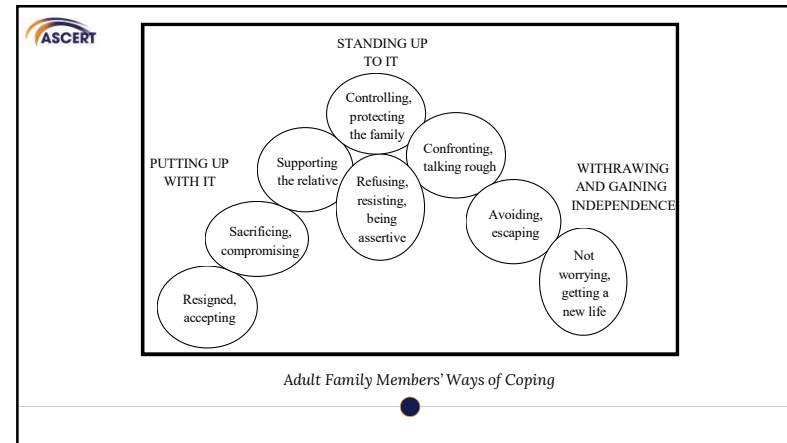 ASCERT
STANDING UP
TO IT
Controlling,
protecting
the family
Confronting,
talking rough
PUTTING UP
WITH IT
Supporting
the relative
Refusing,
resisting,
being
assertive
WITHRAWING
AND GAINING
INDEPENDENCE
Sacrificing,
compromising
Avoiding,
escaping
Not
worrying,
getting a
new life
Resigned,
accepting
Adult Family Members’ Ways of Coping